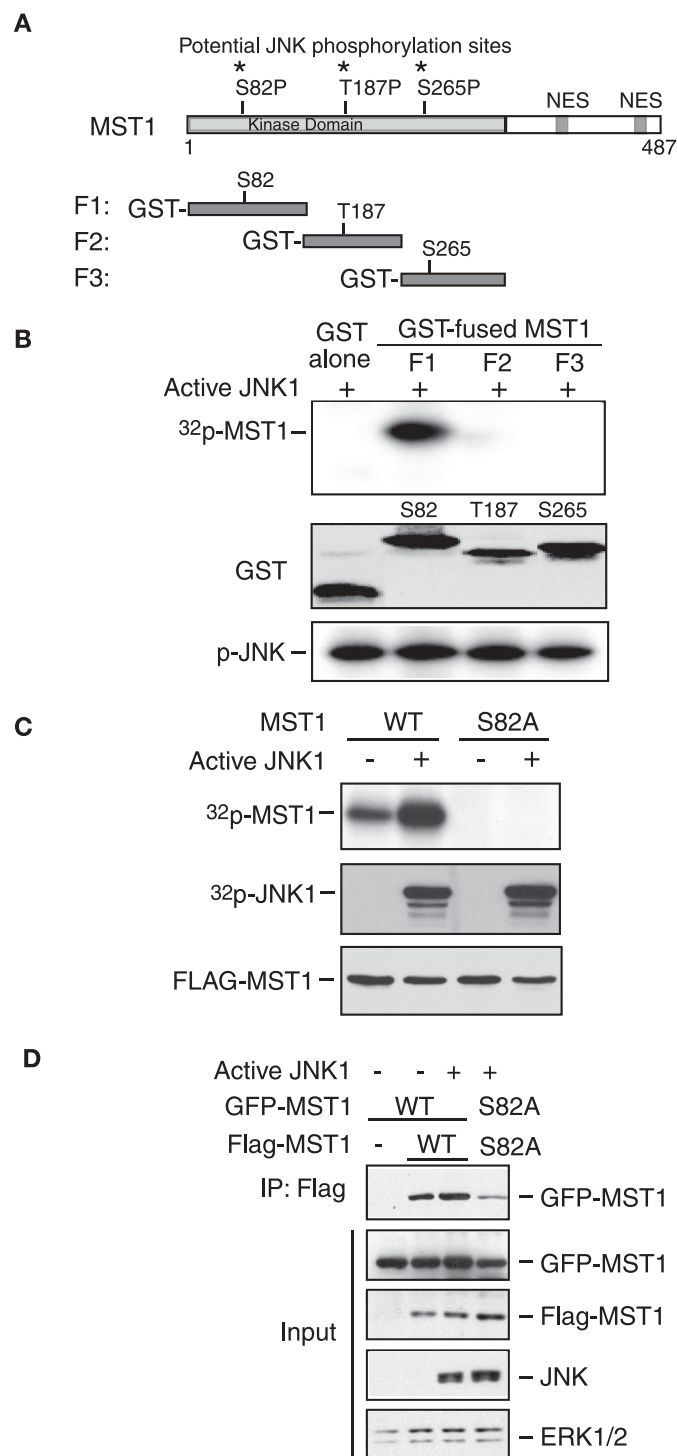 A
Potential JNK phosphorylation sites
* * *
S82P T187P S265P
NES NES
MST1 Kinase Domain
1 487
S82
F1: GST-
T187
F2: GST-
S265
F3: GST-
B
GST alone GST-fused MST1
F1 F2 F3
Active JNK1 + + + +
32p-MST1
S82 T187 S265
GST
p-JNK
C
MST1 WT S82A
Active JNK1 - + - +
32p-MST1
32p-JNK1
FLAG-MST1
D
Active JNK1 - - + +
GFP-MST1 WT S82A
Flag-MST1 - WT S82A
IP: Flag GFP-MST1
GFP-MST1
Flag-MST1
Input
JNK
ERK1/2